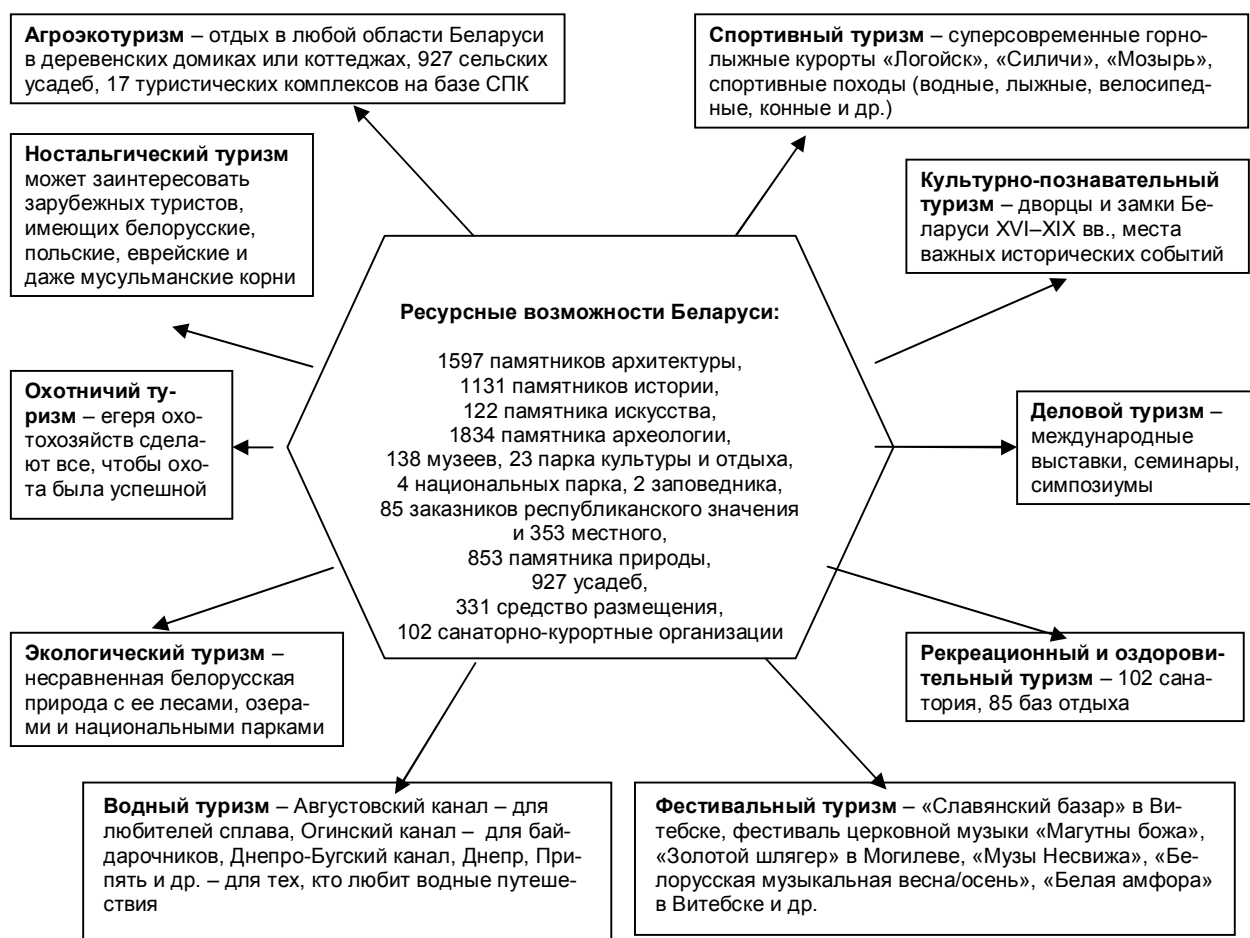 Агроэкотуризм – отдых в любой области Беларуси
в деревенских домиках или коттеджах, 927 сельских
усадеб, 17 туристических комплексов на базе СПК
Спортивный туризм – суперсовременные горно-
лыжные курорты «Логойск», «Силичи», «Мозырь»,
спортивные походы (водные, лыжные, велосипед-
ные, конные и др.)
Ностальгический туризм
может заинтересовать
зарубежных туристов,
имеющих белорусские,
польские, еврейские и
даже мусульманские корни
Культурно-познавательный
туризм – дворцы и замки Бе-
ларуси XVI–XIX вв., места
важных исторических событий
Ресурсные возможности Беларуси:
1597 памятников архитектуры,
1131 памятников истории,
122 памятника искусства,
1834 памятника археологии,
138 музеев, 23 парка культуры и отдыха,
4 национальных парка, 2 заповедника,
85 заказников республиканского значения
и 353 местного,
853 памятника природы,
927 усадеб,
331 средство размещения,
102 санаторно-курортные организации
Охотничий ту-
ризм – егеря охо-
тохозяйств сдела-
ют все, чтобы охо-
та была успешной
Деловой туризм –
международные
выставки, семинары,
симпозиумы
Экологический туризм –
несравненная белорусская
природа с ее лесами, озера-
ми и национальными парками
Рекреационный и оздорови-
тельный туризм – 102 сана-
тория, 85 баз отдыха
Водный туризм – Августовский канал – для
любителей сплава, Огинский канал – для бай-
дарочников, Днепро-Бугский канал, Днепр, При-
пять и др. – для тех, кто любит водные путеше-
ствия
Фестивальный туризм – «Славянский базар» в Ви-
тебске, фестиваль церковной музыки «Магутны божа»,
«Золотой шлягер» в Могилеве, «Музы Несвижа», «Бе-
лорусская музыкальная весна/осень», «Белая амфора»
в Витебске и др.